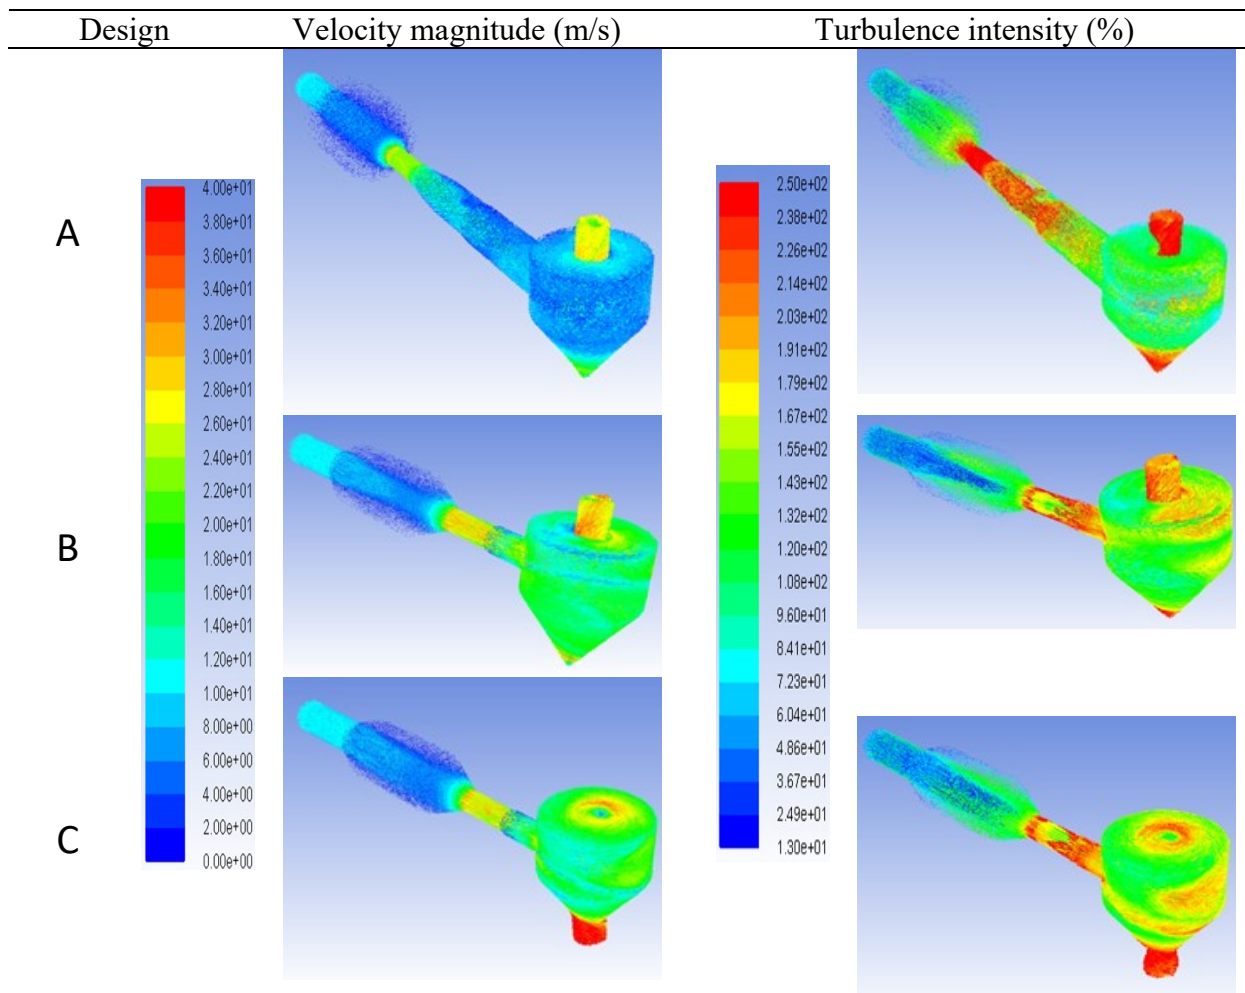 Design Velocity magnitude (m/s) Turbulence intensity (%)
A
4.00e+01
3.80e+01
3.60e+01
3.40e+01
3.20e+01
3.00e+01
2.80e+01
2.60e+01
2.40e+01
2.20e+01
2.00e+01
1.80e+01
1.60e+01
1.40e+01
1.20e+01
1.00e+01
8.00e+00
6.00e+00
4.00e+00
2.00e+00
0.00e+00
2.50e+02
2.38e+02
2.26e+02
2.14e+02
2.03e+02
1.91e+02
1.79e+02
1.67e+02
1.55e+02
1.43e+02
1.32e+02
1.20e+02
1.08e+02
9.60e+01
8.41e+01
7.23e+01
6.04e+01
4.86e+01
3.67e+01
2.49e+01
1.30e+01
B
C